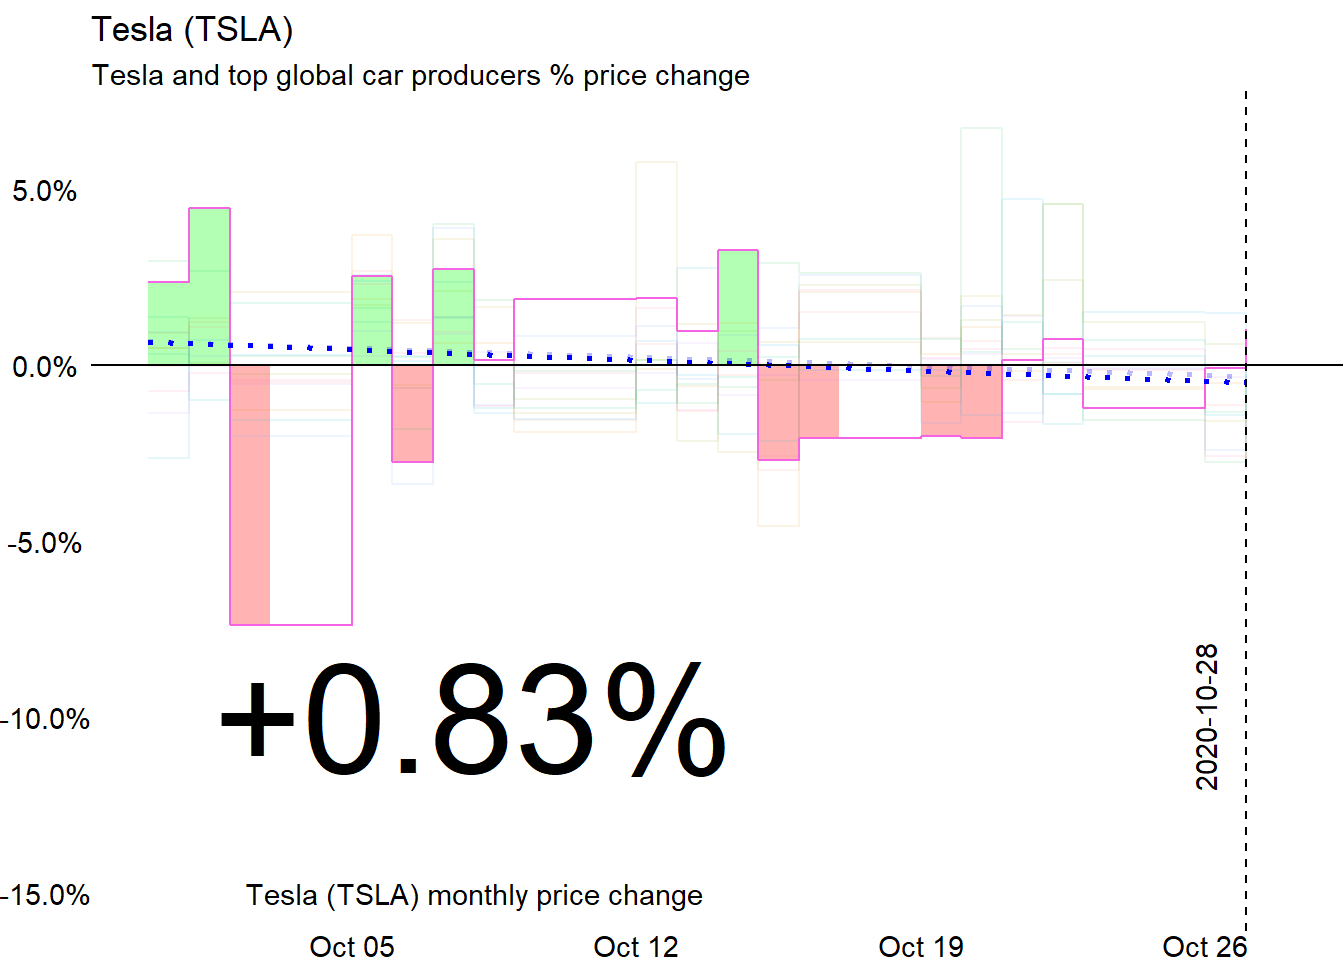 Tesla (TSLA)
Tesla and top global car producers % price change
5.0%
0.0%
-5.0%
-10.0%
-15.0%
+0.83%
Tesla (TSLA) monthly price change
2020-10-28
Oct 05
Oct 12
Oct 19
Oct 26